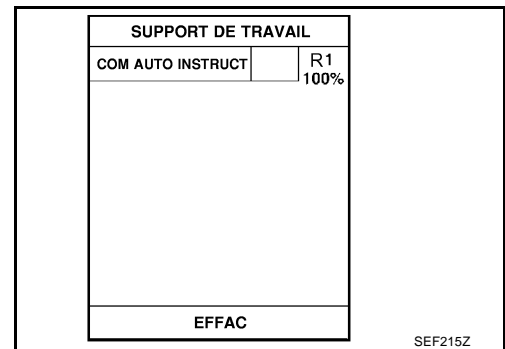 SUPPORT DE TRAVAIL
COM AUTO INSTRUCT R1
100%
EFFAC
SEF215Z